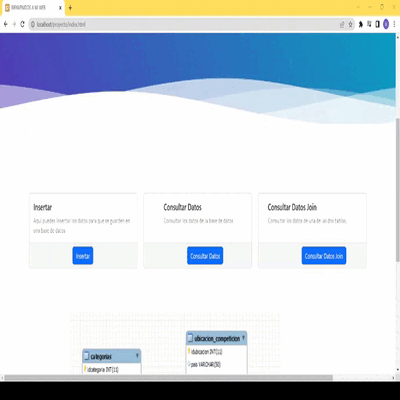 BIENVENIDOS A MI WEB
localhost/proyecto/index.html
Insertar
Aqui puedes insertar los datos para que se guarden en
una base de datos
Insertar
Consultar Datos
Consultar los datos de la base de datos
Consultar Datos
Consultar Datos Join
Consultar los datos de una de las dos tablas,
Consultar Datos Join
categorias
idcategoria INT(11)
ubicacion_competicion
idubicacion INT(11)
pais VARCHAR(50)